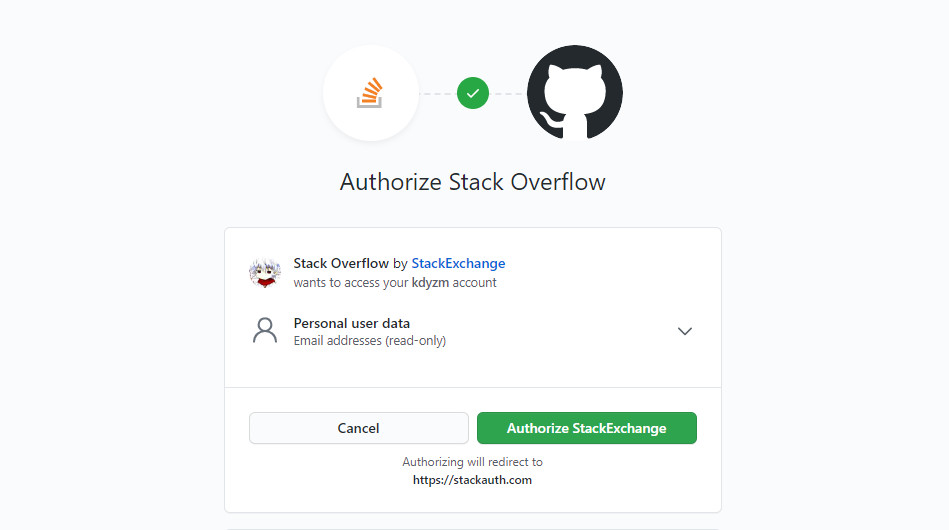 Authorize Stack Overflow
Stack Overflow by StackExchange
wants to access your kdyzm account
Personal user data
Email addresses (read-only)
Cancel
Authorize StackExchange
Authorizing will redirect to
https://stackauth.com